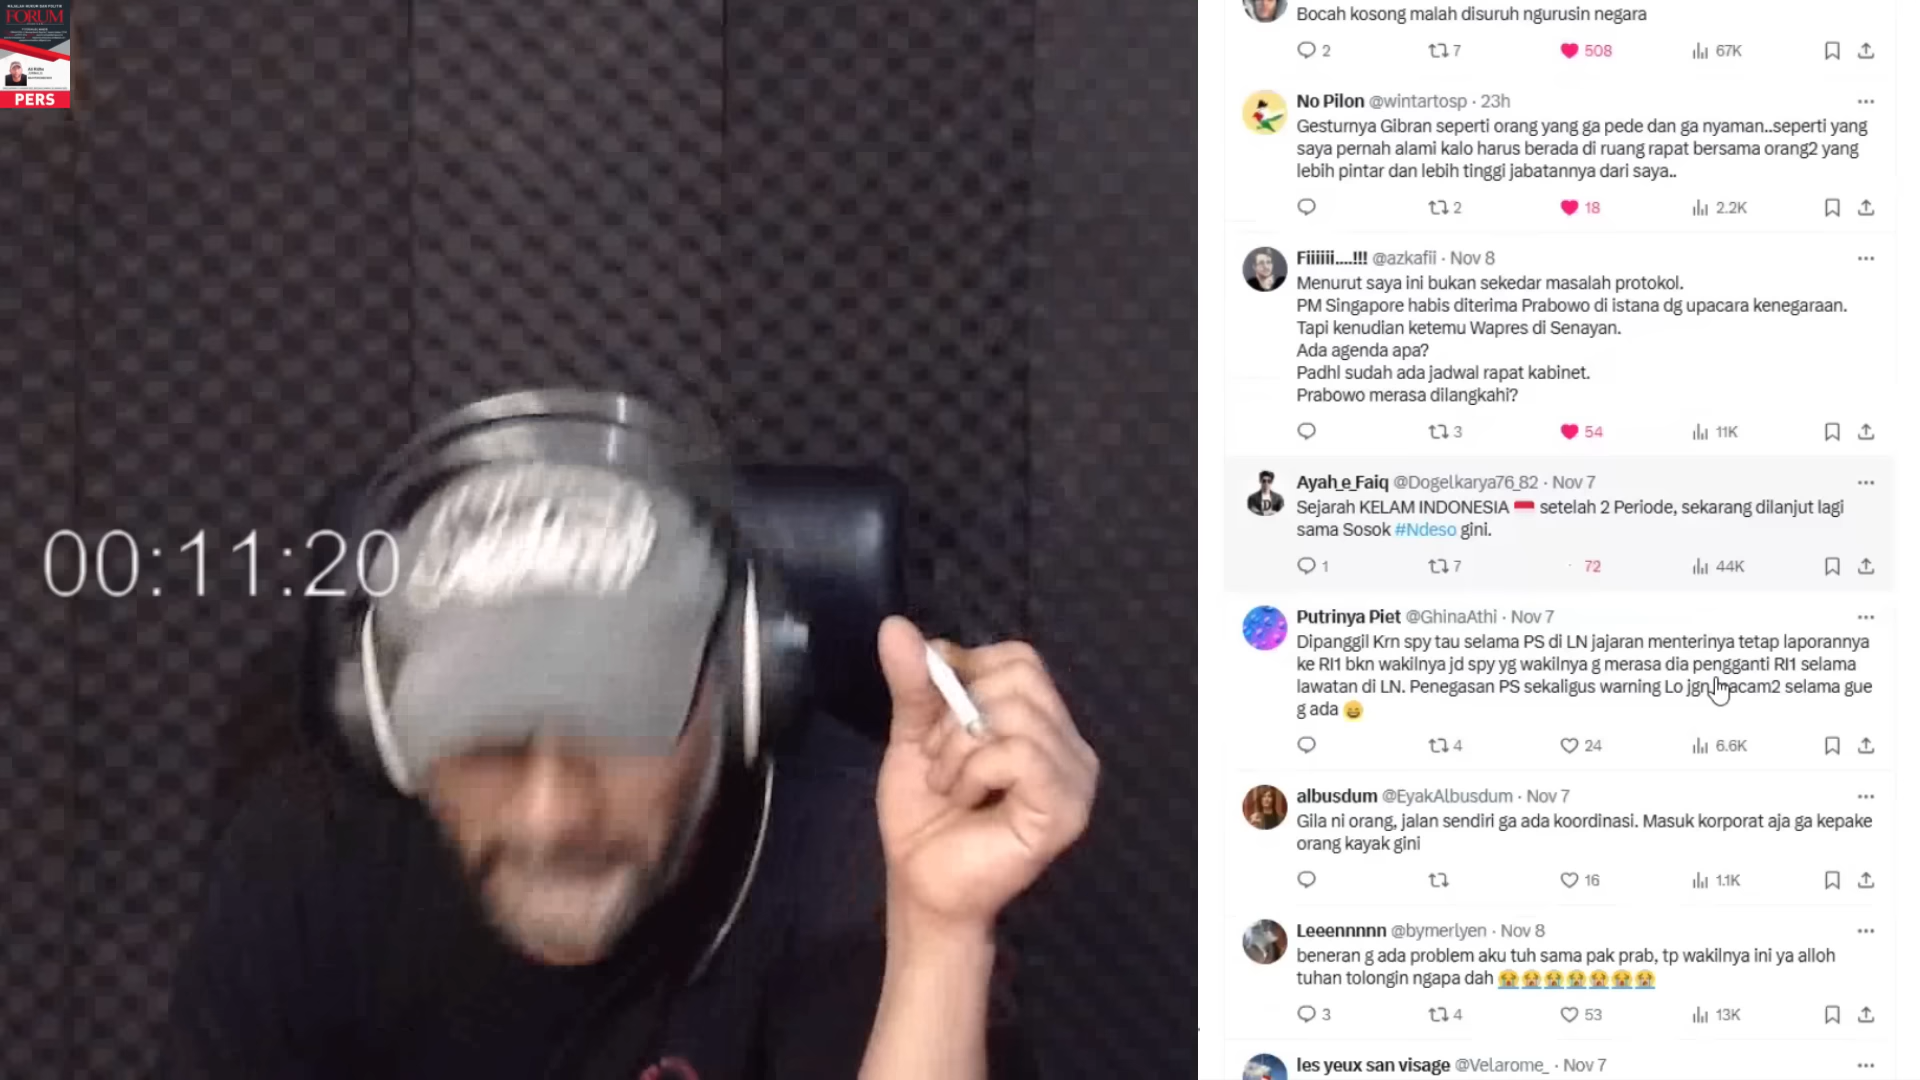 FORUM
PERS
00:11:20
Bocah kosong malah disuruh ngurusin negara
2 7 508 67K
No Pilon @wintartosp · 23h
Gesturnya Gibran seperti orang yang ga pede dan ga nyaman..seperti yang
saya pernah alami kalo harus berada di ruang rapat bersama orang2 yang
lebih pintar dan lebih tinggi jabatannya dari saya..
2 18 2.2K
Fiiiiii....!!! @azkafii · Nov 8
Menurut saya ini bukan sekedar masalah protokol.
PM Singapore habis diterima Prabowo di istana dg upacara kenegaraan.
Tapi kenudian ketemu Wapres di Senayan.
Ada agenda apa?
Padhl sudah ada jadwal rapat kabinet.
Prabowo merasa dilangkahi?
3 54 11K
Ayah_e_Faiq @Dogelkarya76_82 · Nov 7
Sejarah KELAM INDONESIA 🇮🇩 setelah 2 Periode, sekarang dilanjut lagi
sama Sosok #Ndeso gini.
1 7 72 44K
Putrinya Piet @GhinaAthi · Nov 7
Dipanggil Krn spy tau selama PS di LN jajaran menterinya tetap laporannya
ke RI1 bkn wakilnya jd spy yg wakilnya g merasa dia pengganti RI1 selama
lawatan di LN. Penegasan PS sekaligus warning Lo jgn macam2 selama gue
g ada 😄
4 24 6.6K
albusdum @EyakAlbusdum · Nov 7
Gila ni orang, jalan sendiri ga ada koordinasi. Masuk korporat aja ga kepake
orang kayak gini
16 1.1K
Leeennnnn @bymerlyen · Nov 8
beneran g ada problem aku tuh sama pak prab, tp wakilnya ini ya alloh
tuhan tolongin ngapa dah 😭😭😭😭😭😭😭
3 4 53 13K
les yeux san visage @Velarome_ · Nov 7